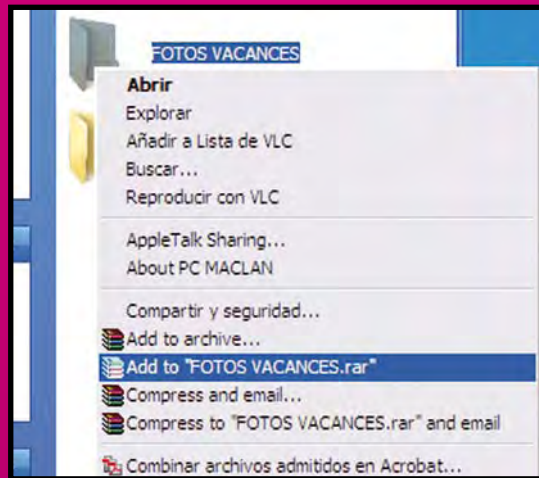 FOTOS VACANCES
Abrir
Explorar
Añadir a Lista de VLC
Buscar...
Reproducir con VLC
AppleTalk Sharing...
About PC MACLAN
Compartir y seguridad...
Add to archive...
Add to "FOTOS VACANCES.rar"
Compress and email...
Compress to "FOTOS VACANCES.rar" and email
Combinar archivos admitidos en Acrobat...